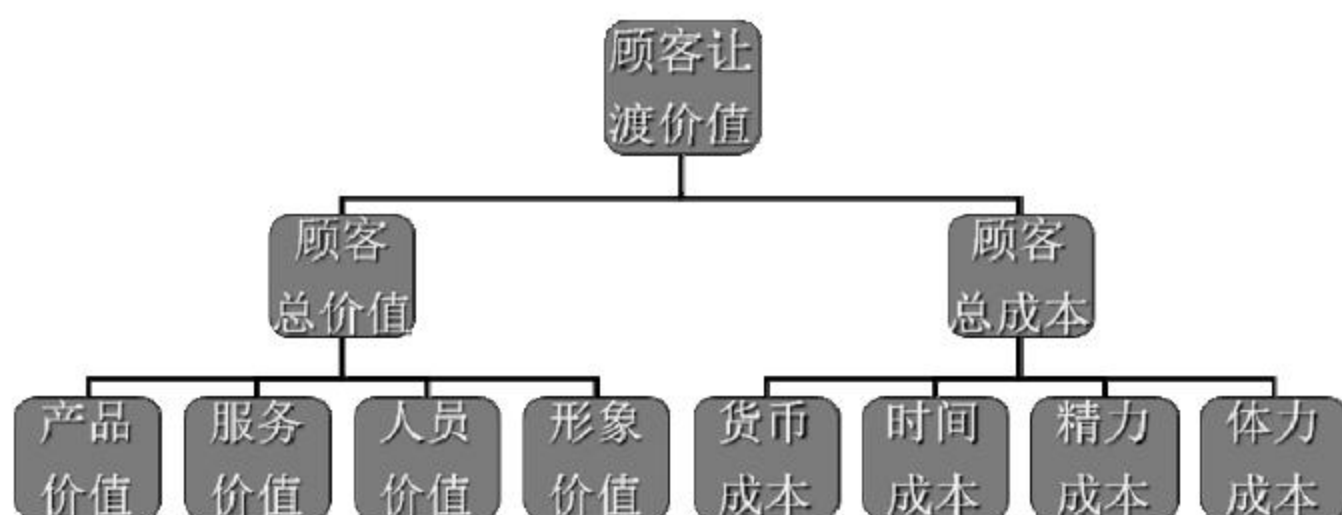 顾客让
渡价值
顾客
总价值
顾客
总成本
产品
价值
服务
价值
人员
价值
形象
价值
货币
成本
时间
成本
精力
成本
体力
成本